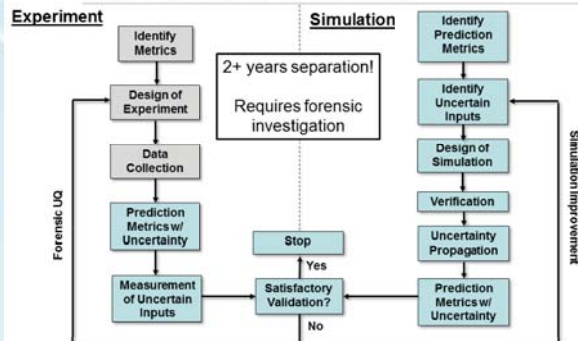 Experiment
Simulation
Identify
Metrics
Design of
Experiment
Data
Collection
Prediction
Metrics w/
Uncertainty
Measurement
of Uncertain
Inputs
Forensic UQ
2+ years separation!
Requires forensic
investigation
Stop
Yes
Satisfactory
Validation?
No
Identify
Prediction
Metrics
Identify
Uncertain
Inputs
Design of
Simulation
Verification
Uncertainty
Propagation
Prediction
Metrics w/
Uncertainty
Simulation Improvement